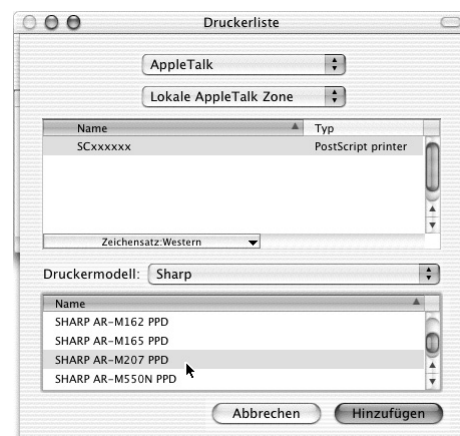 Druckerliste
AppleTalk
Lokale AppleTalk Zone
Name Typ
SCxxxxxx PostScript printer
Zeichensatz:Western
Druckermodell: Sharp
Name
SHARP AR-M162 PPD
SHARP AR-M165 PPD
SHARP AR-M207 PPD
SHARP AR-M550N PPD
Abbrechen Hinzufügen